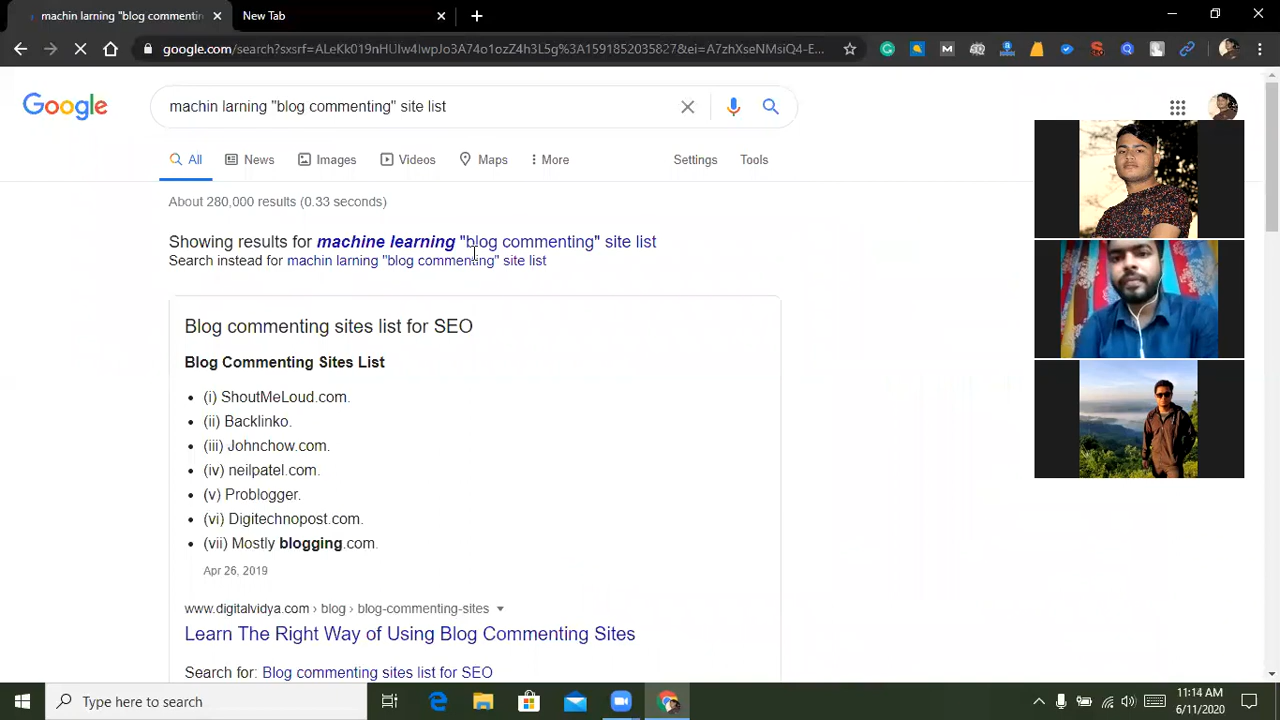 machin larning "blog commentin
New Tab
google.com/search?sxsrf=ALeKk019nHUIw4IwpJo3A74o1ozZ4h3L5g%3A1591852035827&ei=A7zhXseNMsiQ4-E...
Google
machin larning "blog commenting" site list
All
News
Images
Videos
Maps
More
Settings
Tools
About 280,000 results (0.33 seconds)
Showing results for machine learning "blog commenting" site list
Search instead for machin larning "blog commenting" site list
Blog commenting sites list for SEO
Blog Commenting Sites List
• (i) ShoutMeLoud.com.
• (ii) Backlinko.
• (iii) Johnchow.com.
• (iv) neilpatel.com.
• (v) Problogger.
• (vi) Digitechnopost.com.
• (vii) Mostly blogging.com.
Apr 26, 2019
www.digitalvidya.com › blog › blog-commenting-sites
Learn The Right Way of Using Blog Commenting Sites
Search for: Blog commenting sites list for SEO
Type here to search
11:14 AM
6/11/2020